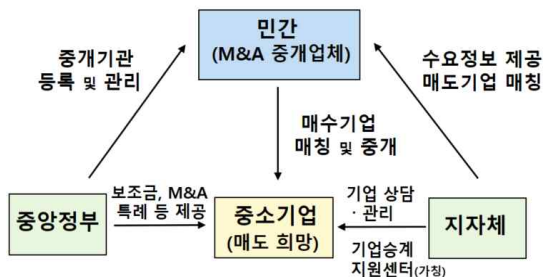 민간
(M&A 중개업체)
중개기관
등록 및 관리
수요정보 제공
매도기업 매칭
매수기업
매칭 및 중개
중앙정부
보조금, M&A
특례 등 제공
중소기업
(매도 희망)
기업 상담
· 관리
지자체
기업승계
지원센터(가칭)